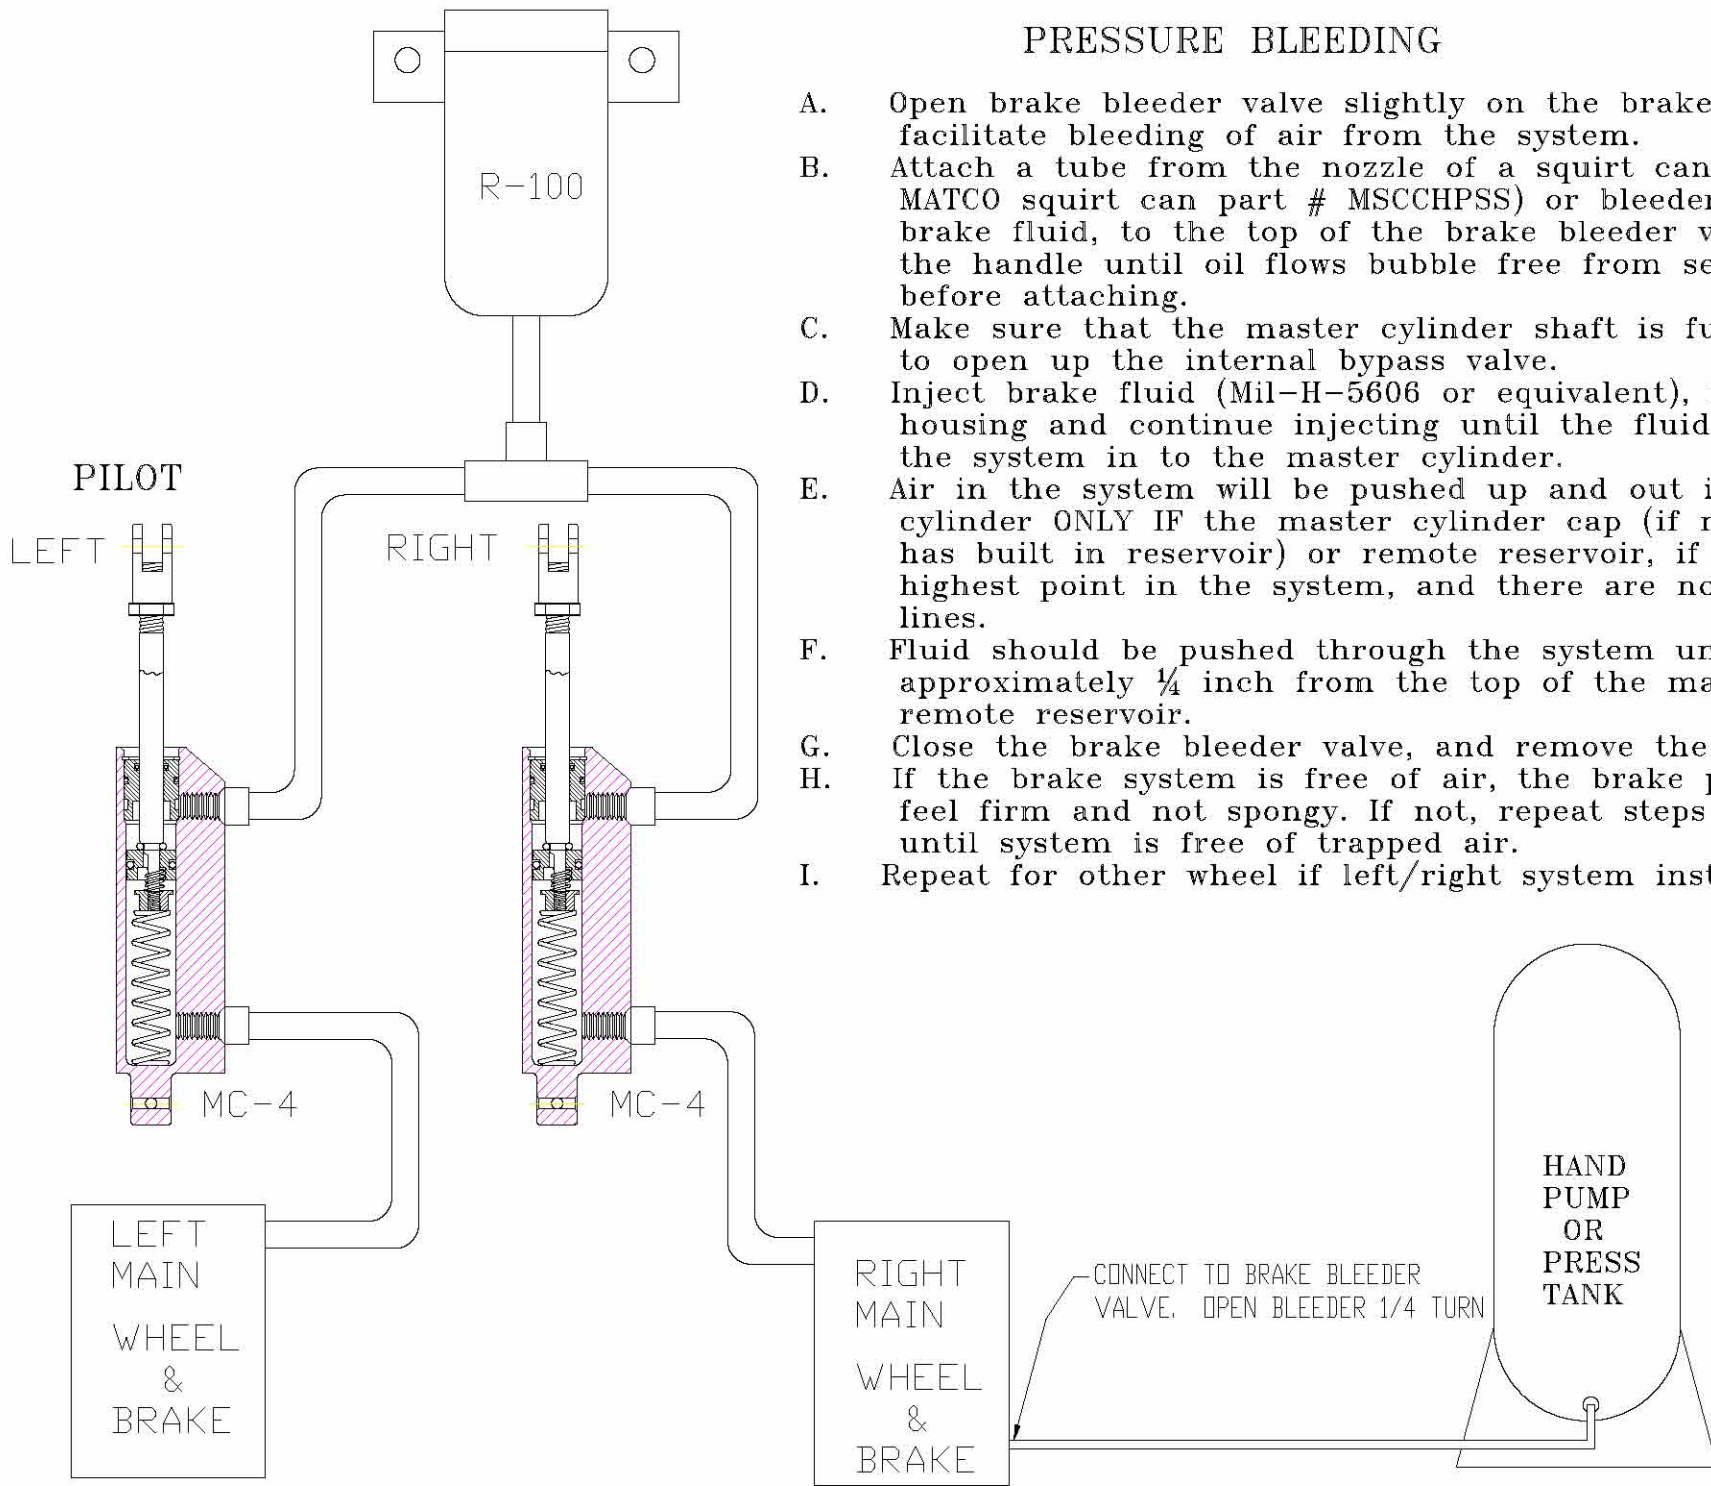 PRESSURE BLEEDING
A. Open brake bleeder valve slightly on the brake
facilitate bleeding of air from the system.
B. Attach a tube from the nozzle of a squirt can
MATCO squirt can part # MSCCHPSS) or bleeder
brake fluid, to the top of the brake bleeder
the handle until oil flows bubble free from
before attaching.
C. Make sure that the master cylinder shaft is
to open up the internal bypass valve.
D. Inject brake fluid (Mil-H-5606 or equivalent),
housing and continue injecting until the fluid
the system in to the master cylinder.
E. Air in the system will be pushed up and out
cylinder ONLY IF the master cylinder cap (if
has built in reservoir) or remote reservoir, if
highest point in the system, and there are no
lines.
F. Fluid should be pushed through the system
approximately ¼ inch from the top of the
remote reservoir.
G. Close the brake bleeder valve, and remove the
H. If the brake system is free of air, the brake
feel firm and not spongy. If not, repeat steps
until system is free of trapped air.
I. Repeat for other wheel if left/right system
R-100
PILOT
LEFT
RIGHT
MC-4
MC-4
LEFT
MAIN
WHEEL
&
BRAKE
RIGHT
MAIN
WHEEL
&
BRAKE
CONNECT TO BRAKE BLEEDER
VALVE. OPEN BLEEDER 1/4 TURN
HAND
PUMP
OR
PRESS
TANK